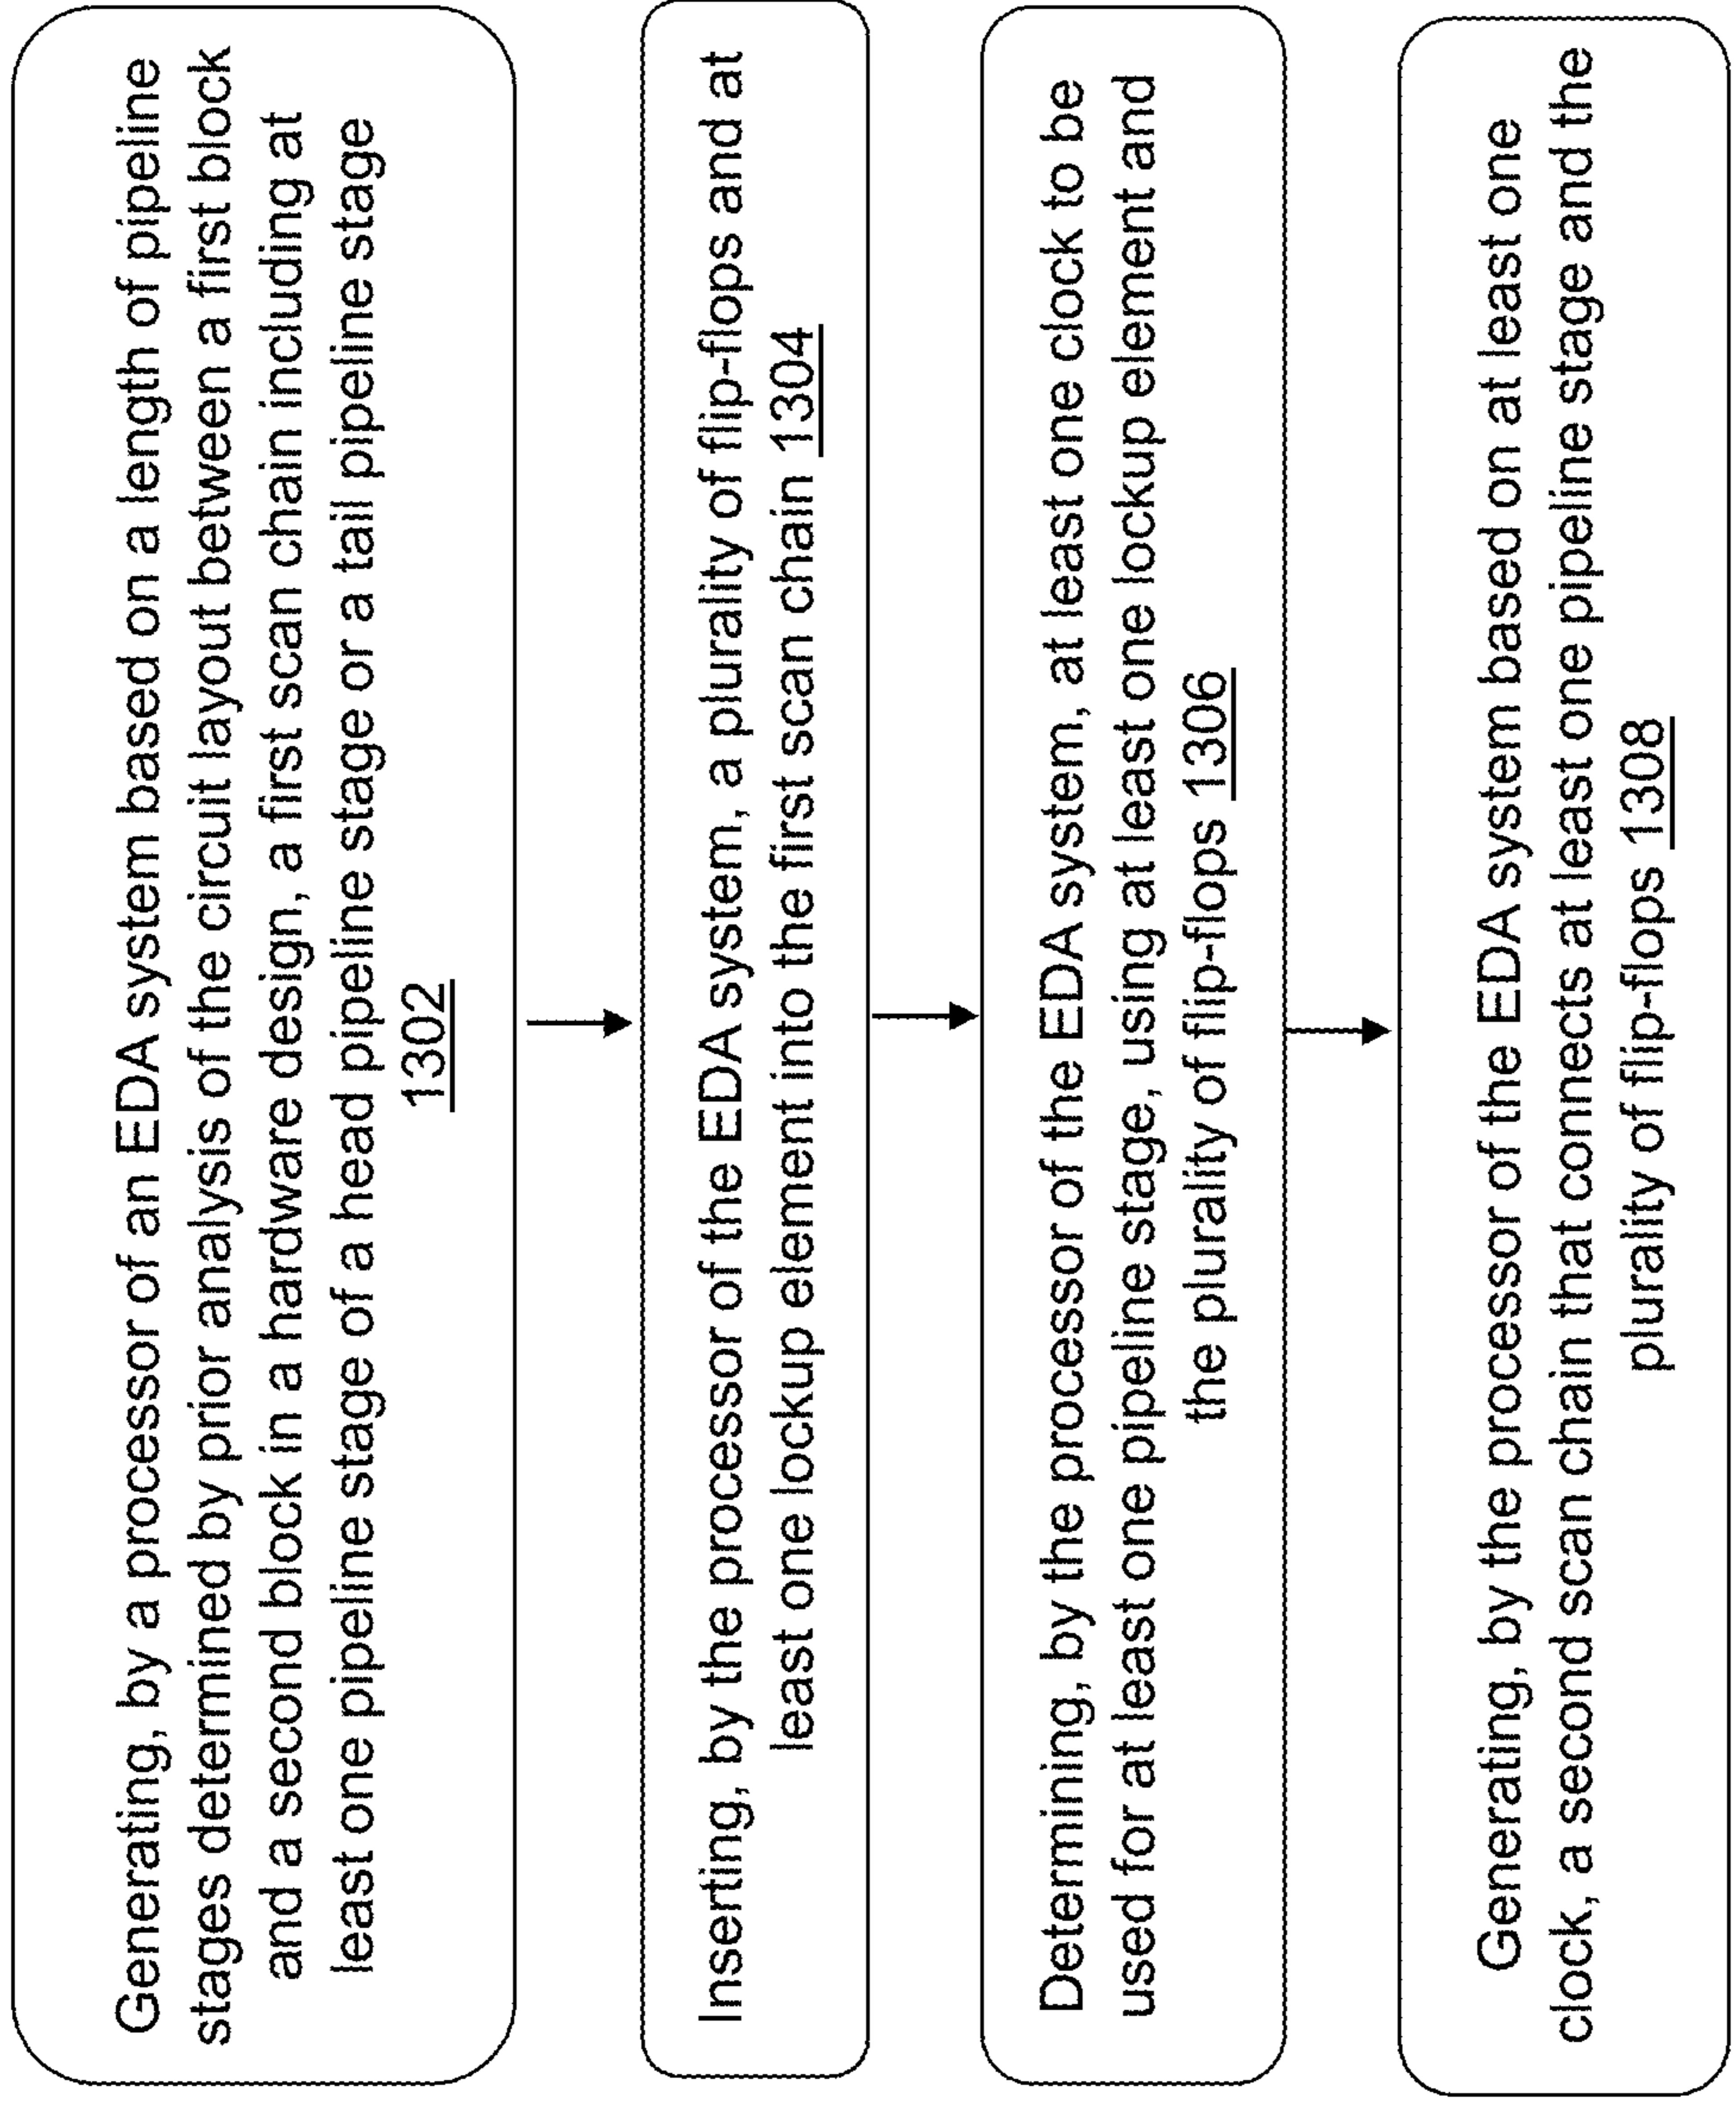 Generating, by a processor of an EDA system based on a length of pipeline
stages determined by prior analysis of the circuit layout between a first block
and a second block in a hardware design, a first scan chain including at
least one pipeline stage of a head pipeline stage or a tail pipeline stage
1302
Inserting, by the processor of the EDA system, a plurality of flip-flops and at
least one lockup element into the first scan chain 1304
Determining, by the processor of the EDA system, at least one clock to be
used for at least one pipeline stage, using at least one lockup element and
the plurality of flip-flops 1306
Generating, by the processor of the EDA system based on at least one
clock, a second scan chain that connects at least one pipeline stage and the
plurality of flip-flops 1308